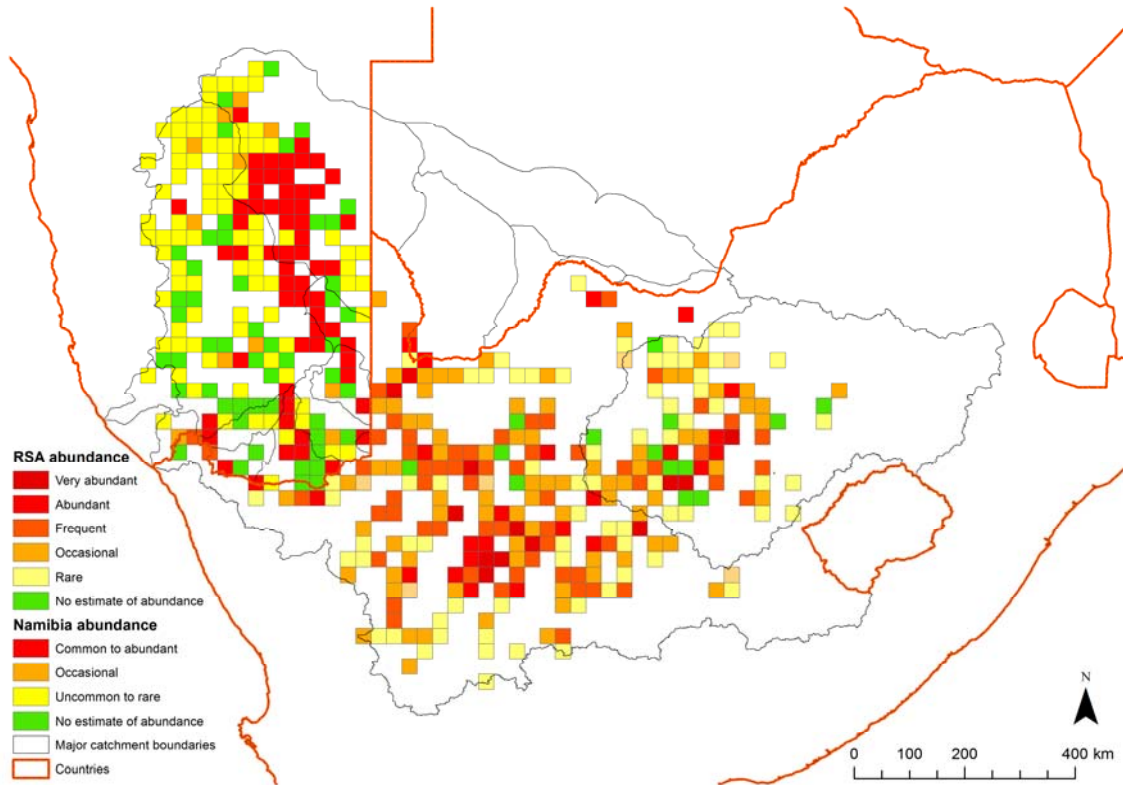 RSA abundance
Very abundant
Abundant
Frequent
Occasional
Rare
No estimate of abundance
Namibia abundance
Common to abundant
Occasional
Uncommon to rare
No estimate of abundance
Major catchment boundaries
Countries
N
0 100 200 400 km